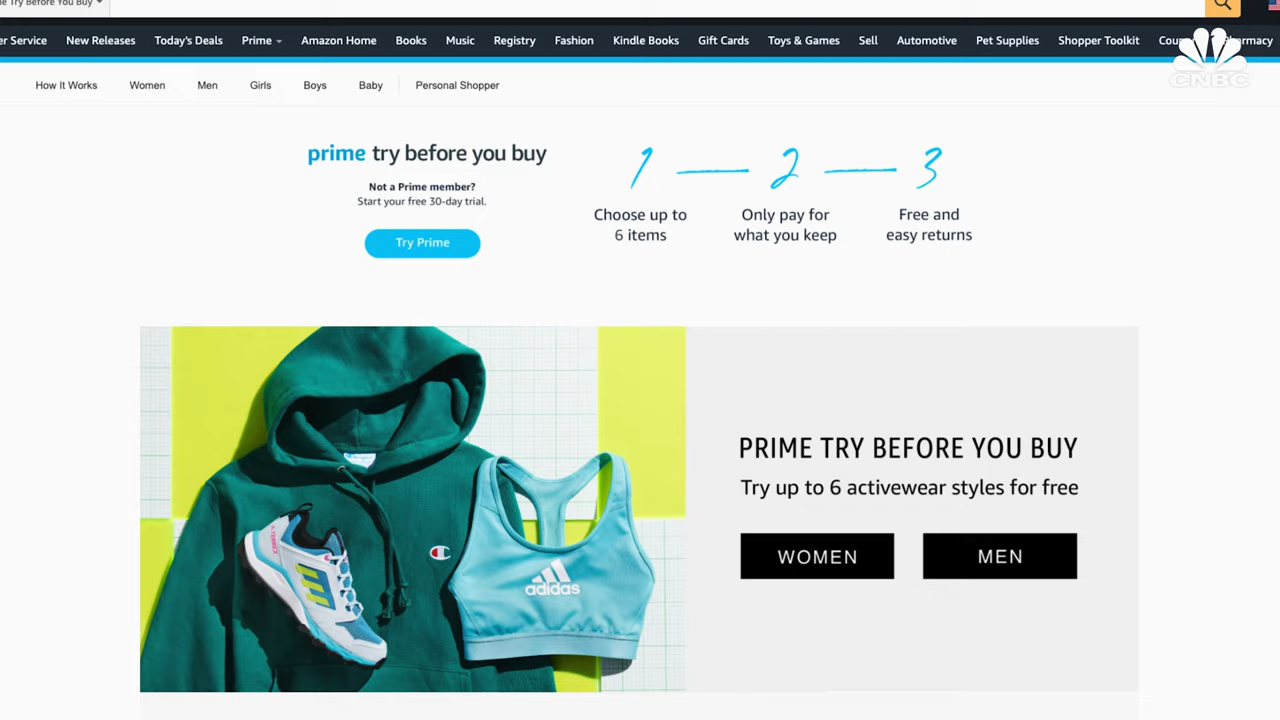 me Try Before You Buy
er Service New Releases Today's Deals Prime Amazon Home Books Music Registry Fashion Kindle Books Gift Cards Toys & Games Sell Automotive Pet Supplies Shopper Toolkit Cou armacy
CNBC
How It Works Women Men Girls Boys Baby Personal Shopper
prime try before you buy
Not a Prime member?
Start your free 30-day trial.
Try Prime
1 2 3
Choose up to
6 items
Only pay for
what you keep
Free and
easy returns
adidas
PRIME TRY BEFORE YOU BUY
Try up to 6 activewear styles for free
WOMEN MEN